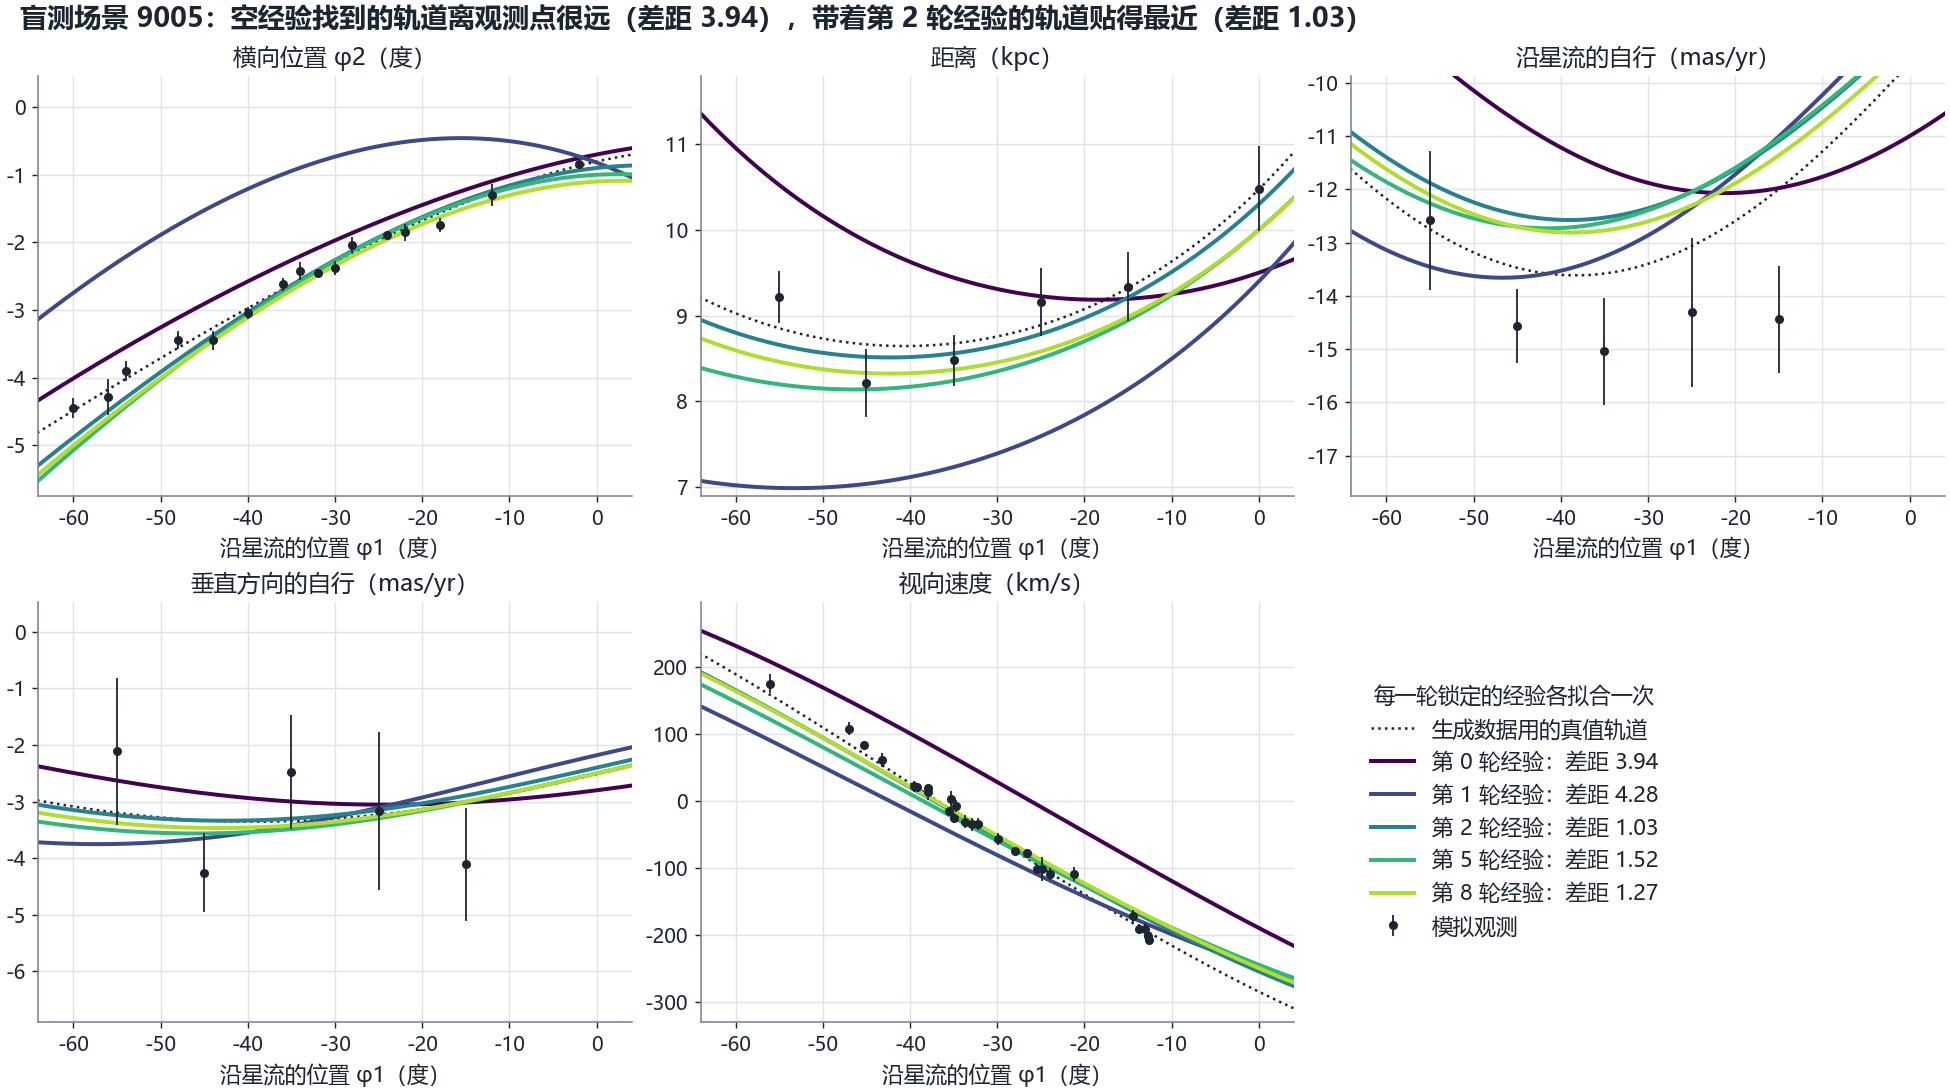 盲测场景 9005：空经验找到的轨道离观测点很远（差距 3.94），带着第 2 轮经验的轨道贴得最近（差距 1.03）
横向位置 φ2（度）
0
-1
-2
-3
-4
-5
-60 -50 -40 -30 -20 -10 0
沿星流的位置 φ1（度）
距离（kpc）
11
10
9
8
7
-60 -50 -40 -30 -20 -10 0
沿星流的位置 φ1（度）
沿星流的自行（mas/yr）
-10
-11
-12
-13
-14
-15
-16
-17
-60 -50 -40 -30 -20 -10 0
沿星流的位置 φ1（度）
垂直方向的自行（mas/yr）
0
-1
-2
-3
-4
-5
-6
-60 -50 -40 -30 -20 -10 0
沿星流的位置 φ1（度）
视向速度（km/s）
200
100
0
-100
-200
-300
-60 -50 -40 -30 -20 -10 0
沿星流的位置 φ1（度）
每一轮锁定的经验各拟合一次
生成数据用的真值轨道
第 0 轮经验：差距 3.94
第 1 轮经验：差距 4.28
第 2 轮经验：差距 1.03
第 5 轮经验：差距 1.52
第 8 轮经验：差距 1.27
模拟观测